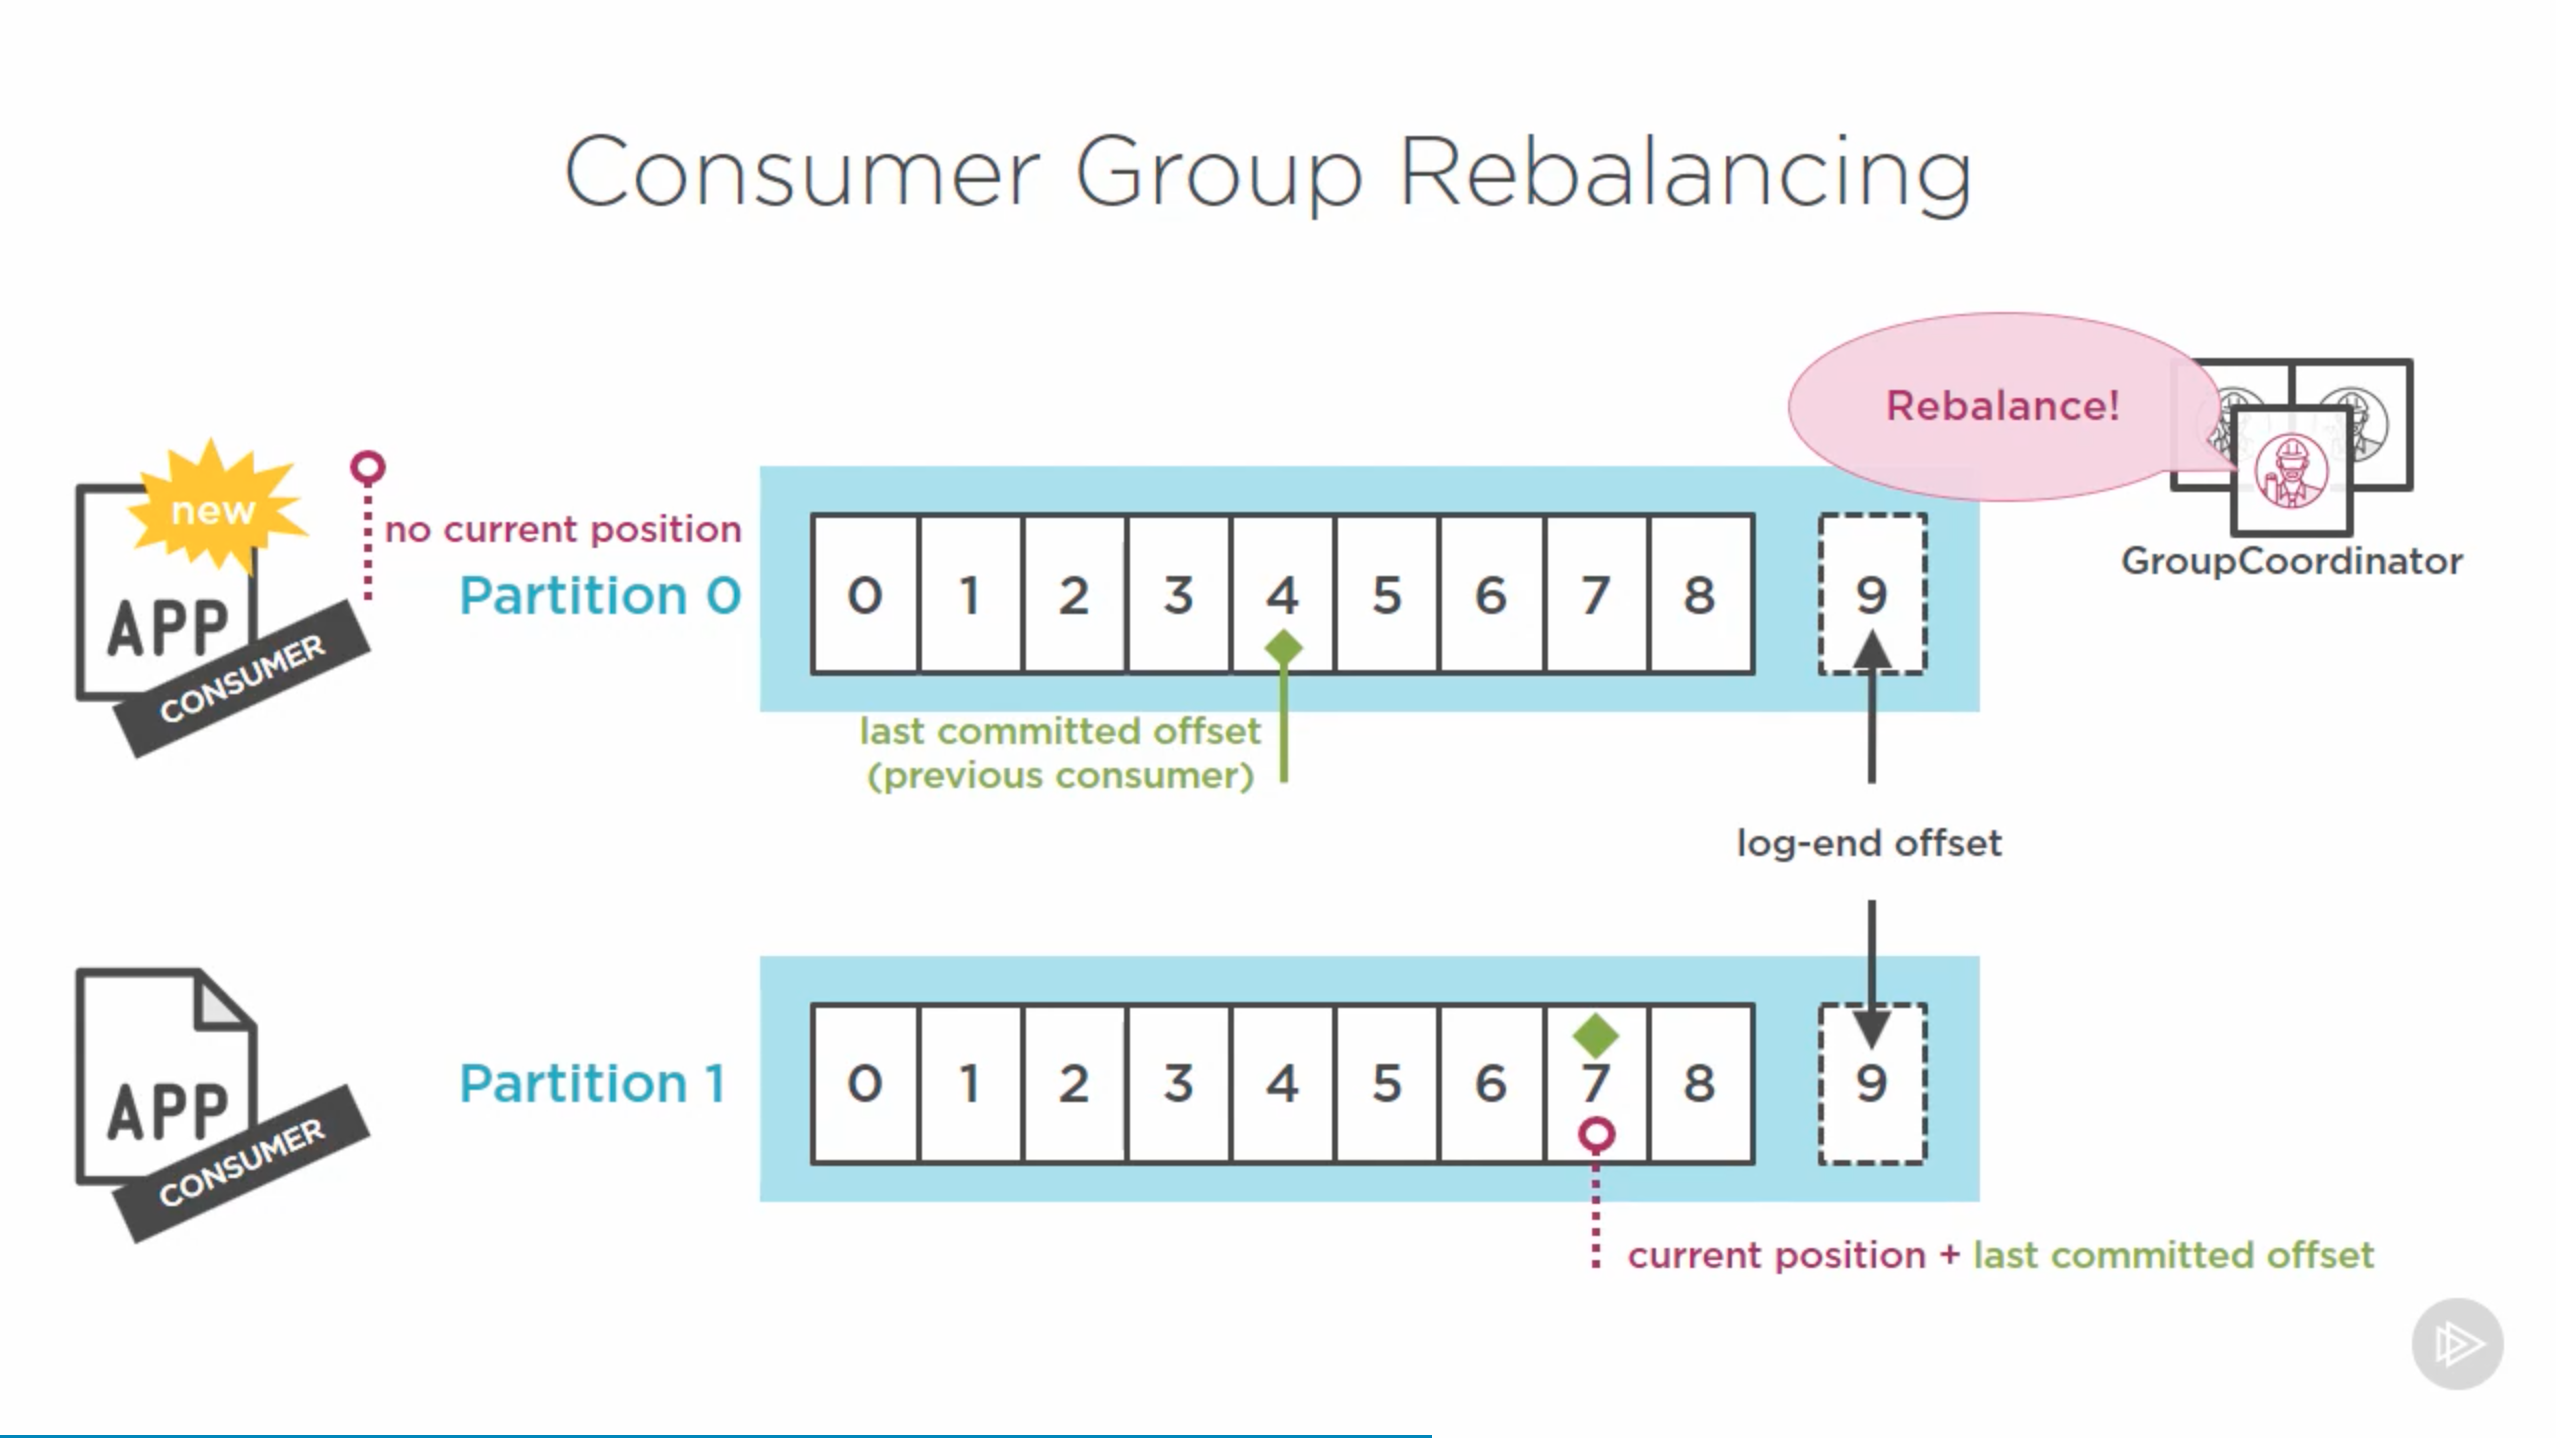 Consumer Group Rebalancing
Rebalance!
GroupCoordinator
new
APP
CONSUMER
no current position
Partition 0
0 1 2 3 4 5 6 7 8 9
last committed offset
(previous consumer)
log-end offset
APP
CONSUMER
Partition 1
0 1 2 3 4 5 6 7 8 9
current position + last committed offset